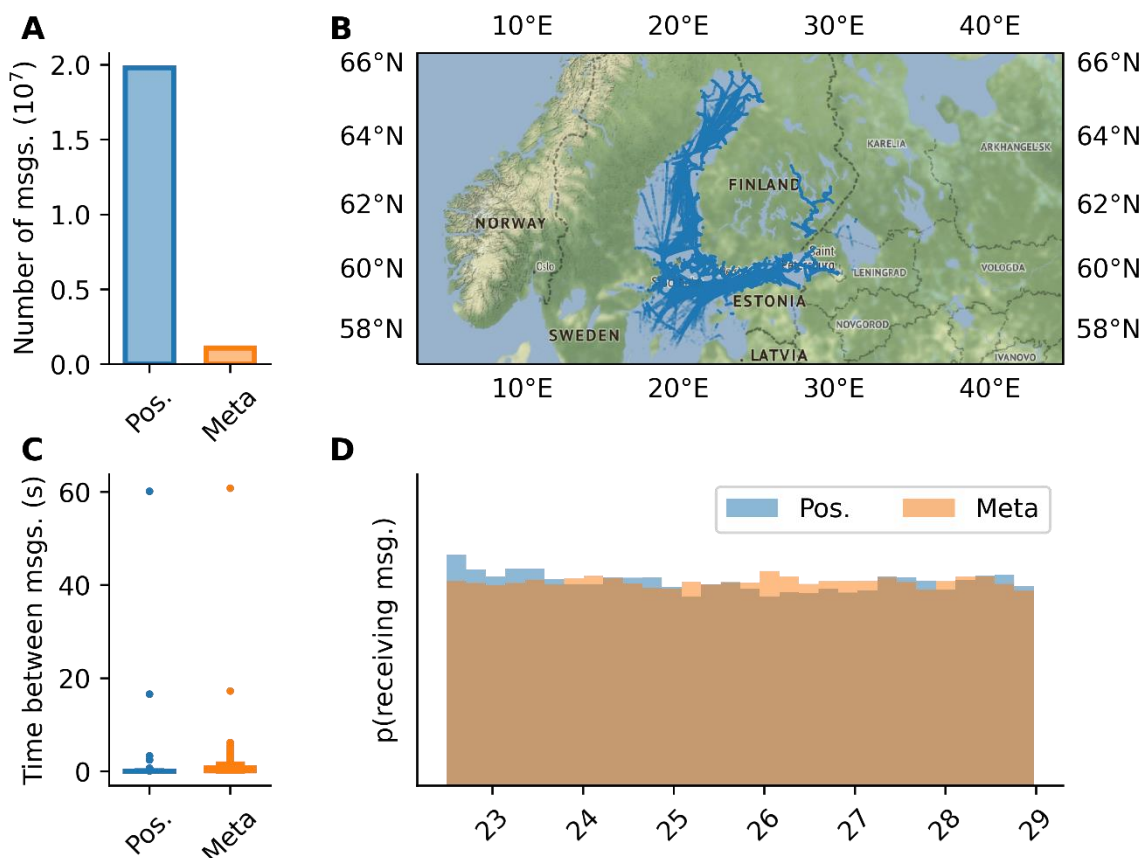 A
B
10°E 20°E 30°E 40°E
Number of msgs. (10⁷)
2.0
1.5
1.0
0.5
0.0
Pos. Meta
66°N
64°N
62°N
60°N
58°N
66°N
64°N
62°N
60°N
58°N
KARELIA
ARKHANGELSK
FINLAND
NORWAY
Oslo
Saint
LENINGRAD
VOLOGDA
ESTONIA
NOVGOROD
SWEDEN
LATVIA
IVANOVO
10°E 20°E 30°E 40°E
C
D
Time between msgs. (s)
60
40
20
0
Pos. Meta
p(receiving msg.)
Pos. Meta
23 24 25 26 27 28 29